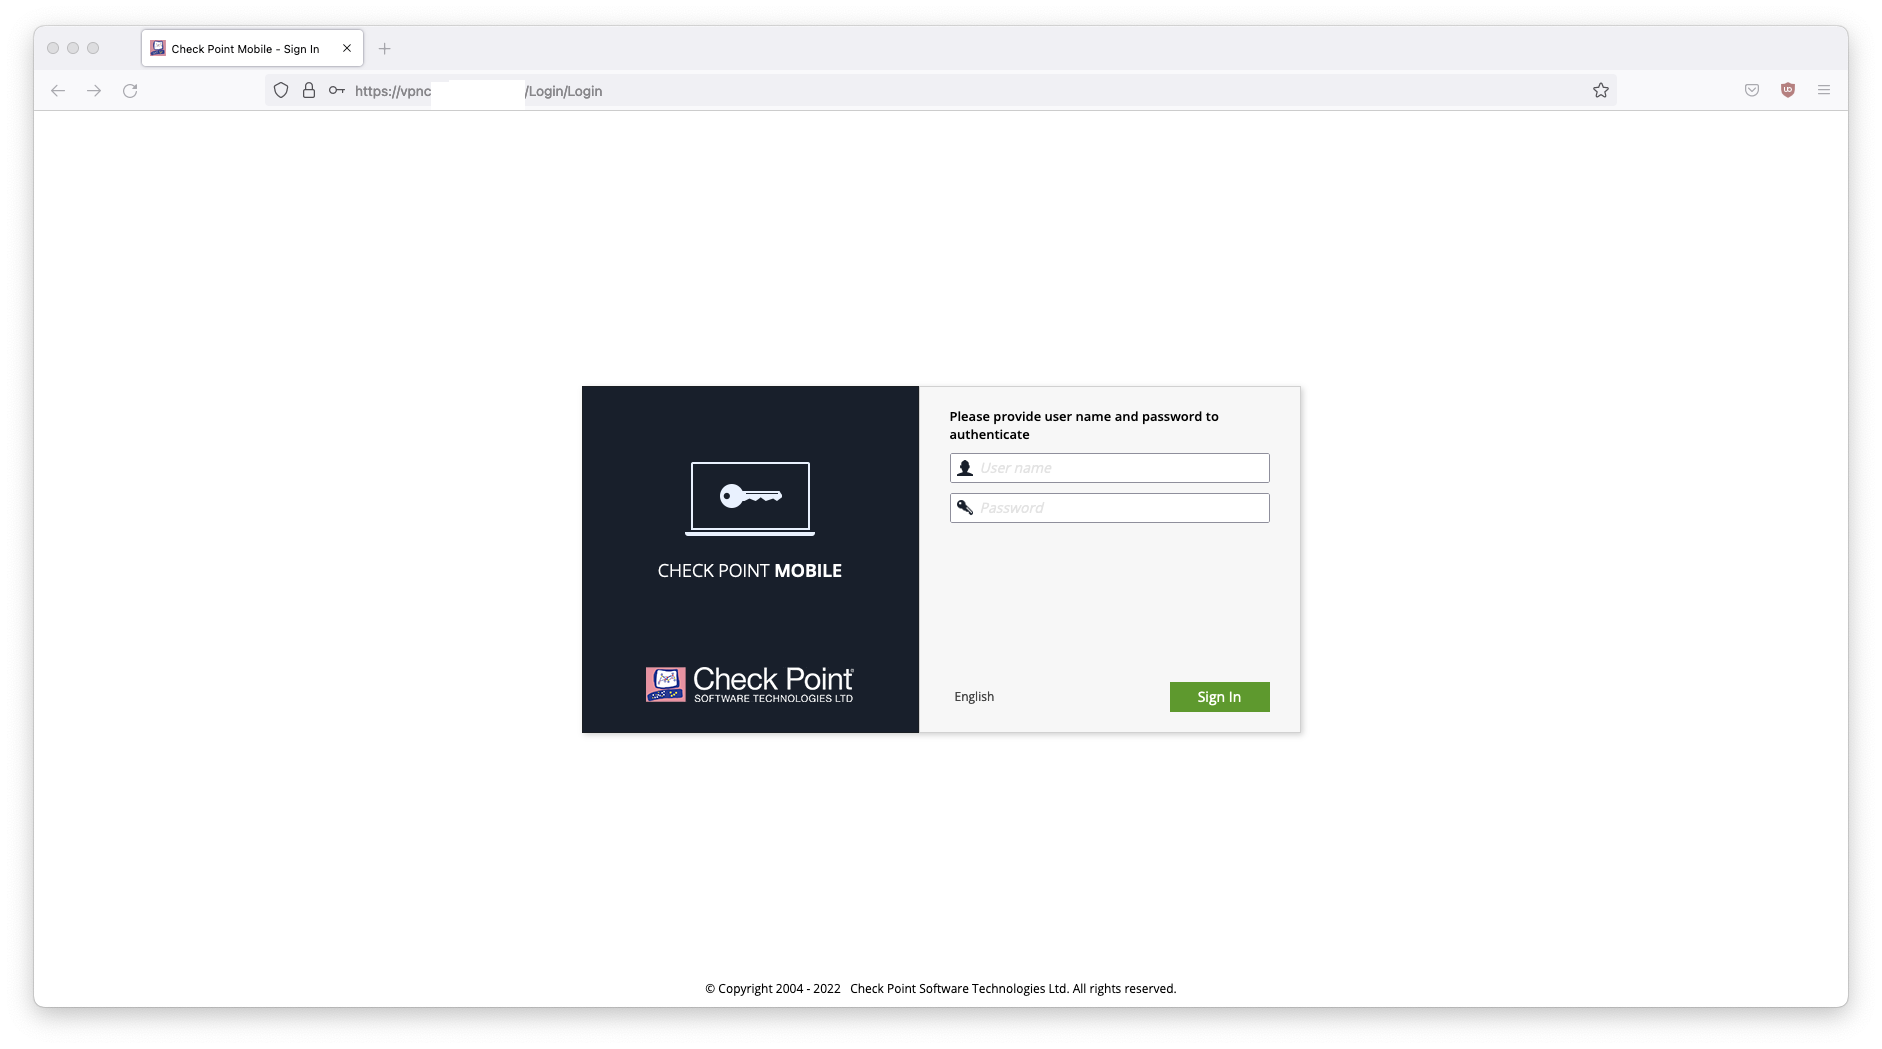 Check Point Mobile - Sign In
https://vpnc /Login/Login
Please provide user name and password to
authenticate
User name
Password
CHECK POINT MOBILE
Check Point
SOFTWARE TECHNOLOGIES LTD
English
Sign In
© Copyright 2004 - 2022 Check Point Software Technologies Ltd. All rights reserved.